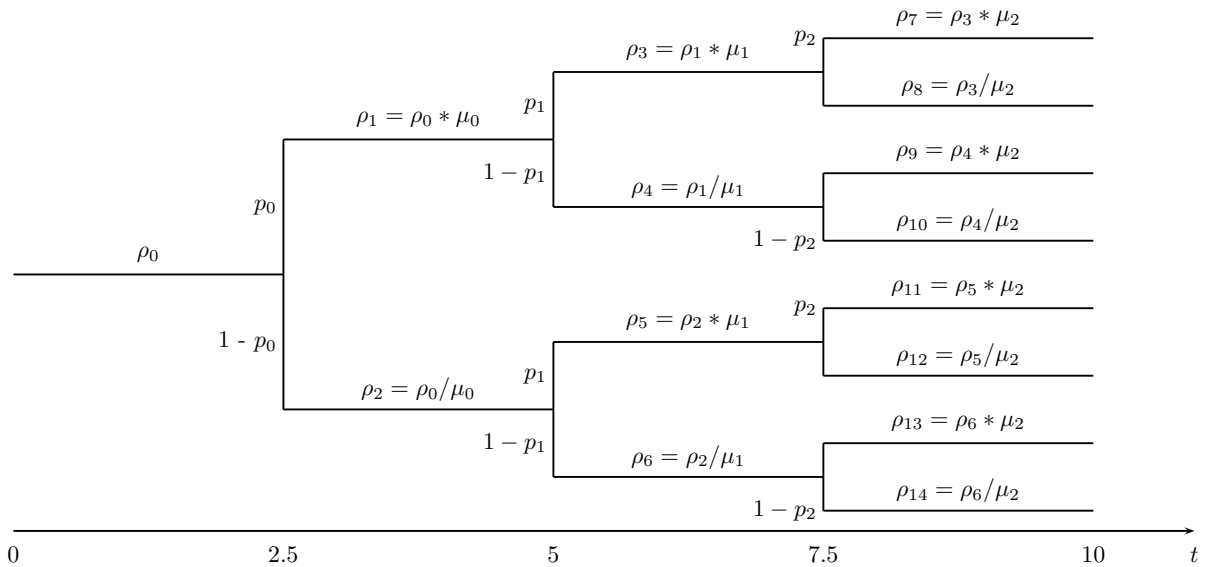 ρ₇ = ρ₃ * μ₂
p₂
ρ₃ = ρ₁ * μ₁
ρ₈ = ρ₃/μ₂
p₁
ρ₁ = ρ₀ * μ₀
ρ₉ = ρ₄ * μ₂
1 − p₁
ρ₄ = ρ₁/μ₁
p₀
ρ₁₀ = ρ₄/μ₂
1 − p₂
ρ₀
ρ₁₁ = ρ₅ * μ₂
p₂
ρ₅ = ρ₂ * μ₁
1 - p₀
ρ₁₂ = ρ₅/μ₂
p₁
ρ₂ = ρ₀/μ₀
ρ₁₃ = ρ₆ * μ₂
1 − p₁
ρ₆ = ρ₂/μ₁
ρ₁₄ = ρ₆/μ₂
1 − p₂
0 2.5 5 7.5 10 t